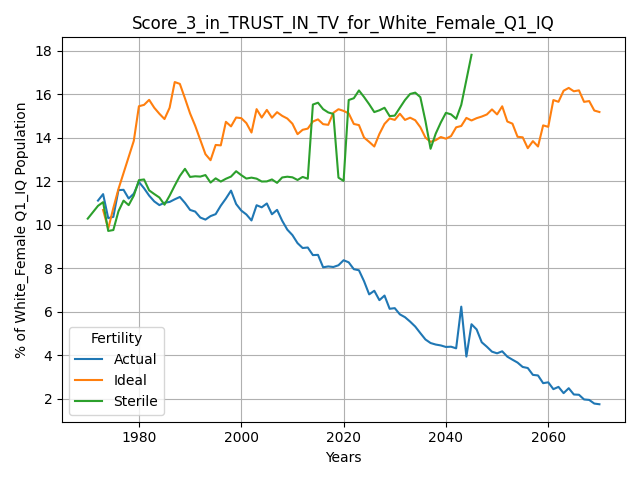 Score_3_in_TRUST_IN_TV_for_White_Female_Q1_IQ
% of White_Female Q1_IQ Population
18
16
14
12
10
8
6
4
2
Fertility
Actual
Ideal
Sterile
1980 2000 2020 2040 2060
Years